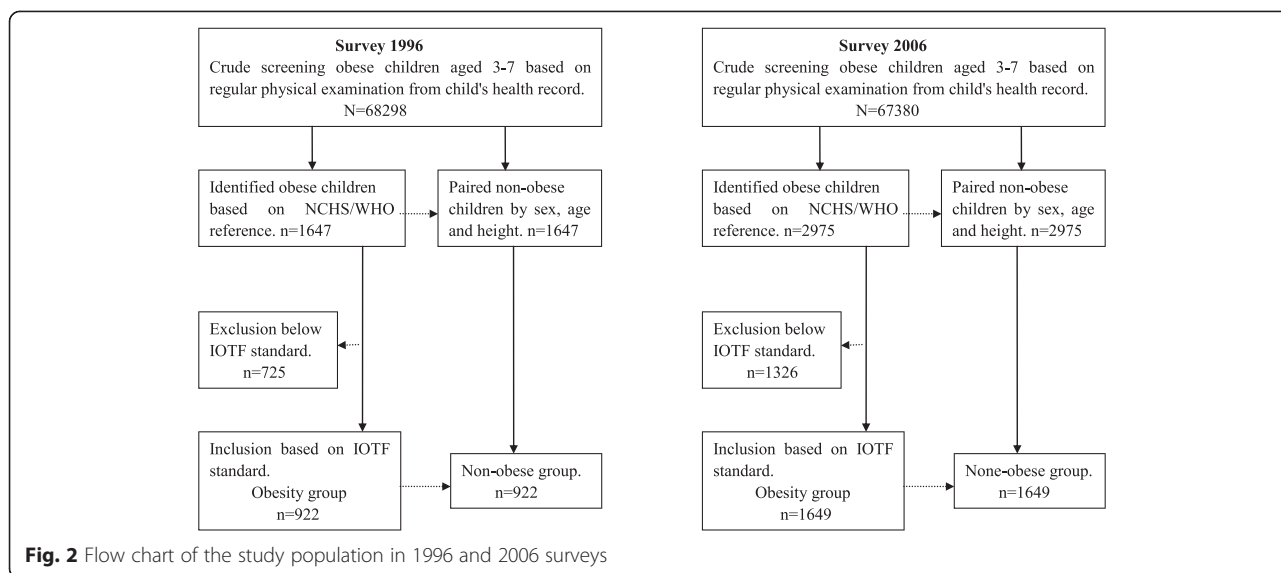 Survey 1996
Crude screening obese children aged 3-7 based on
regular physical examination from child's health record.
N=68298
Identified obese children
based on NCHS/WHO
reference. n=1647
Paired non-obese
children by sex, age
and height. n=1647
Exclusion below
IOTF standard.
n=725
Inclusion based on IOTF
standard.
Obesity group
n=922
Non-obese group.
n=922
Survey 2006
Crude screening obese children aged 3-7 based on
regular physical examination from child's health record.
N=67380
Identified obese children
based on NCHS/WHO
reference. n=2975
Paired non-obese
children by sex, age
and height. n=2975
Exclusion below
IOTF standard.
n=1326
Inclusion based on IOTF
standard.
Obesity group
n=1649
None-obese group.
n=1649
Fig. 2 Flow chart of the study population in 1996 and 2006 surveys